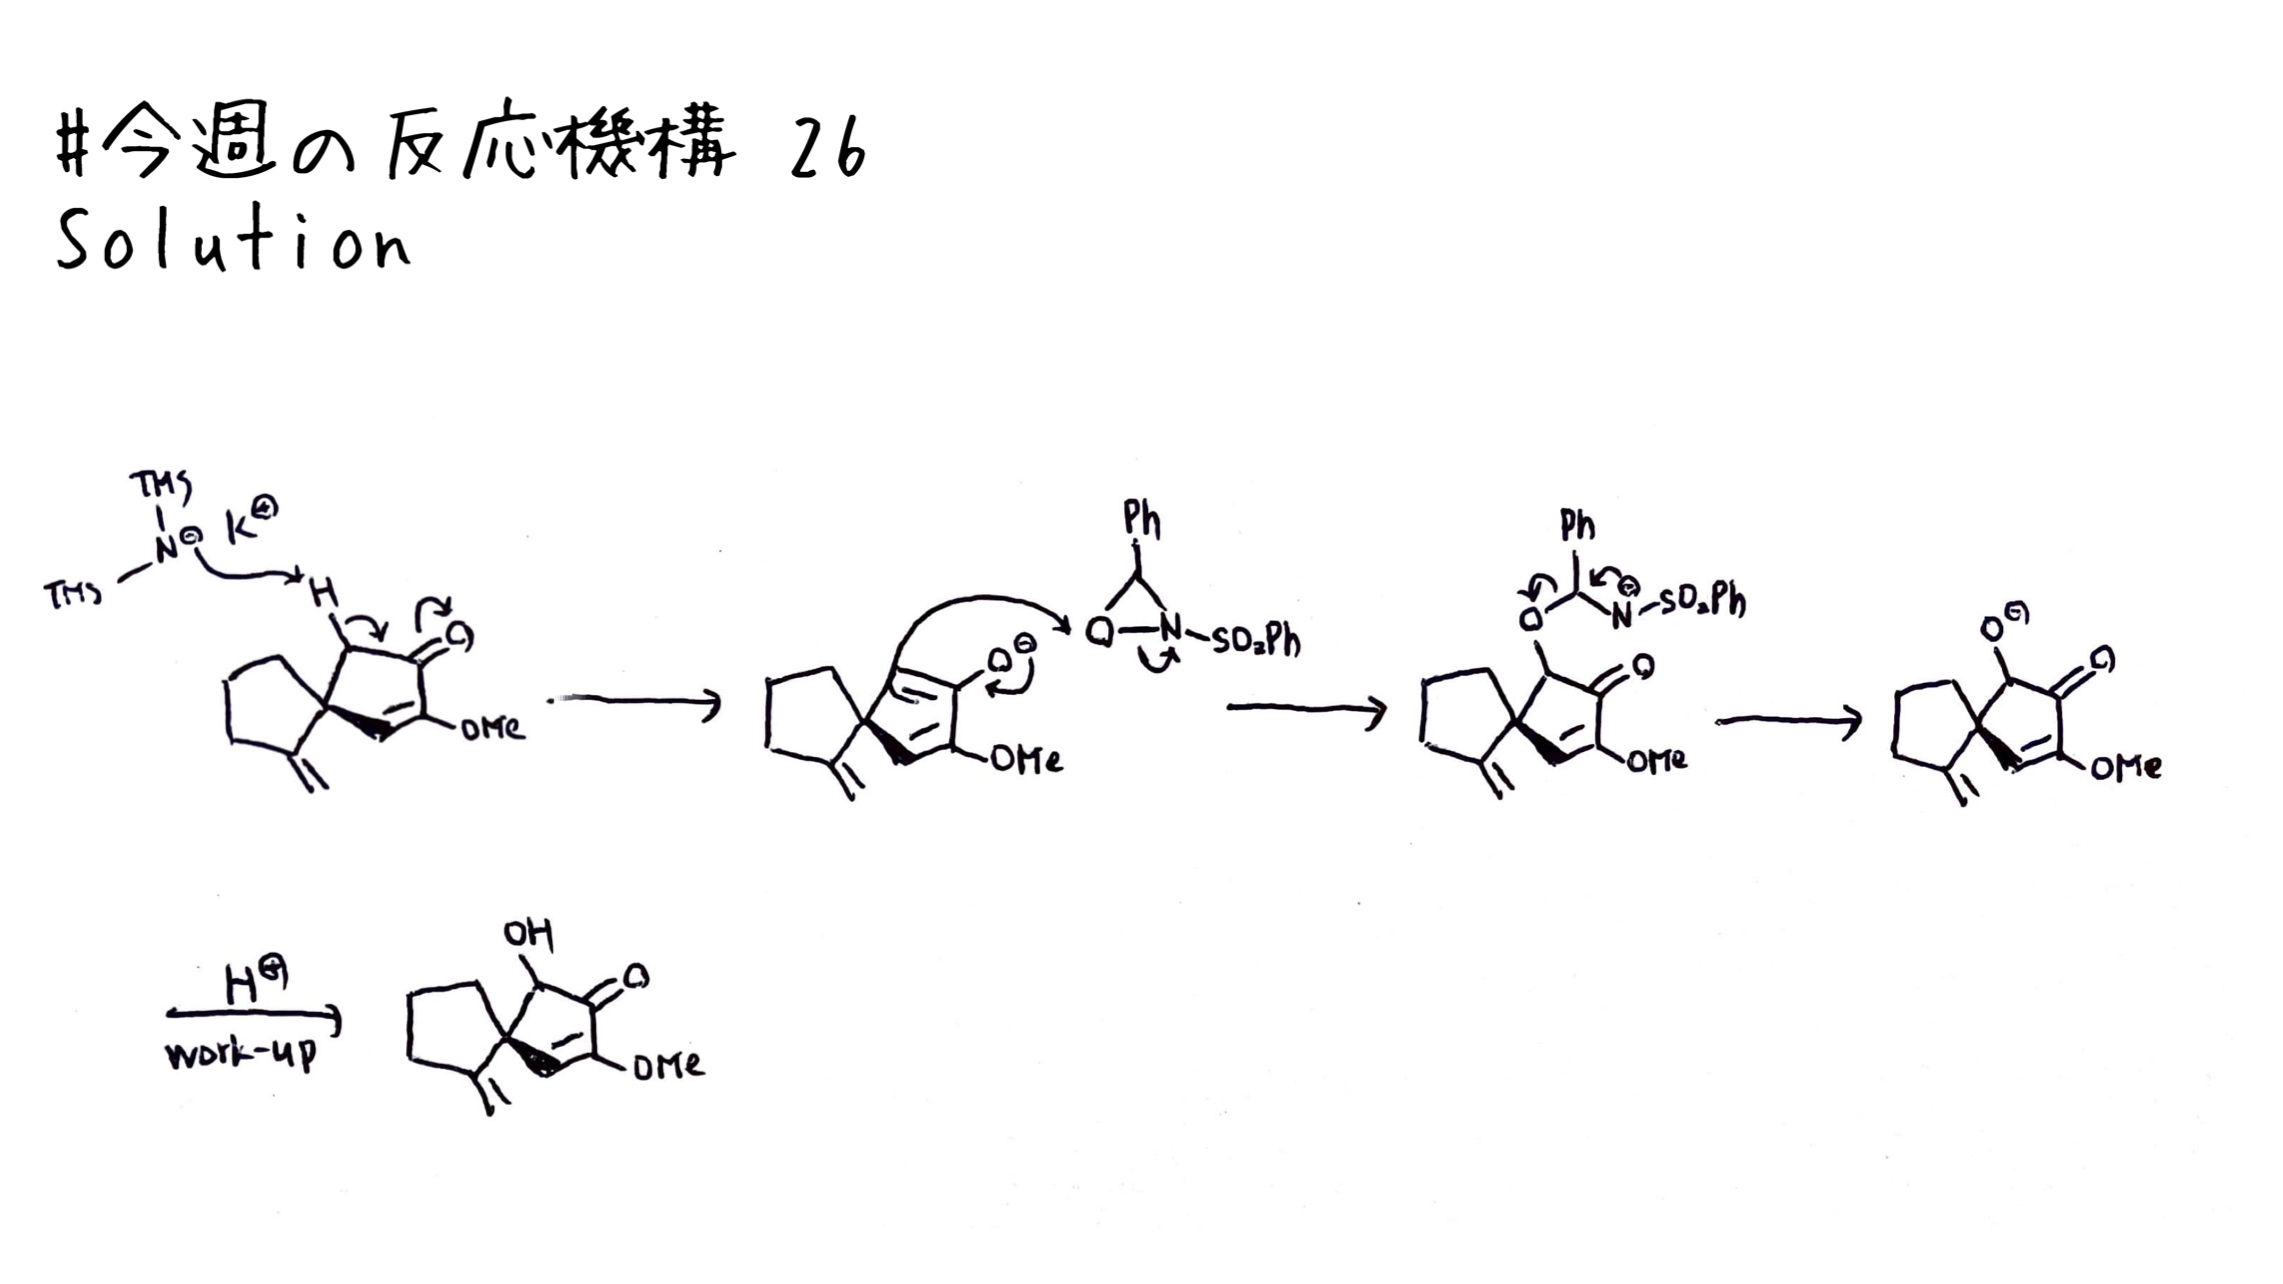 #今週の反応機構 26
Solution
TMS
N⊖ K⊕
TMS
H
O
OMe
O⊖
OMe
Ph
O N SO₂Ph
Ph
O N⊖ SO₂Ph
O
OMe
O⊖
O
OMe
H⊕
work-up
OH
O
OMe